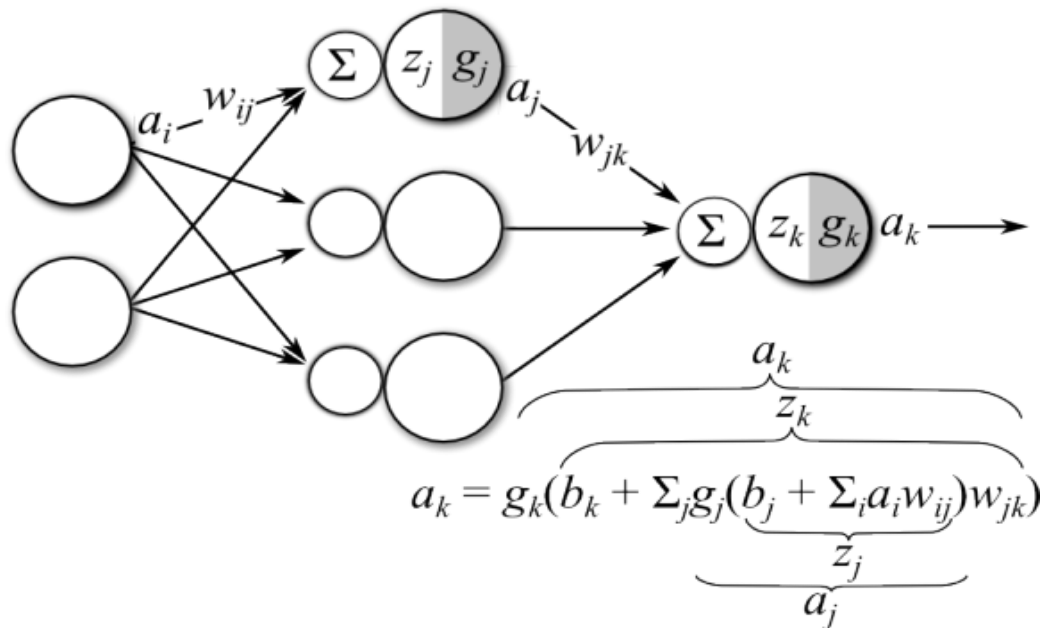 Σ z_j g_j
a_i w_ij a_j
w_jk
Σ z_k g_k a_k
a_k
z_k
a_k = g_k(b_k + Σ_j g_j(b_j + Σ_i a_i w_ij)w_jk)
z_j
a_j